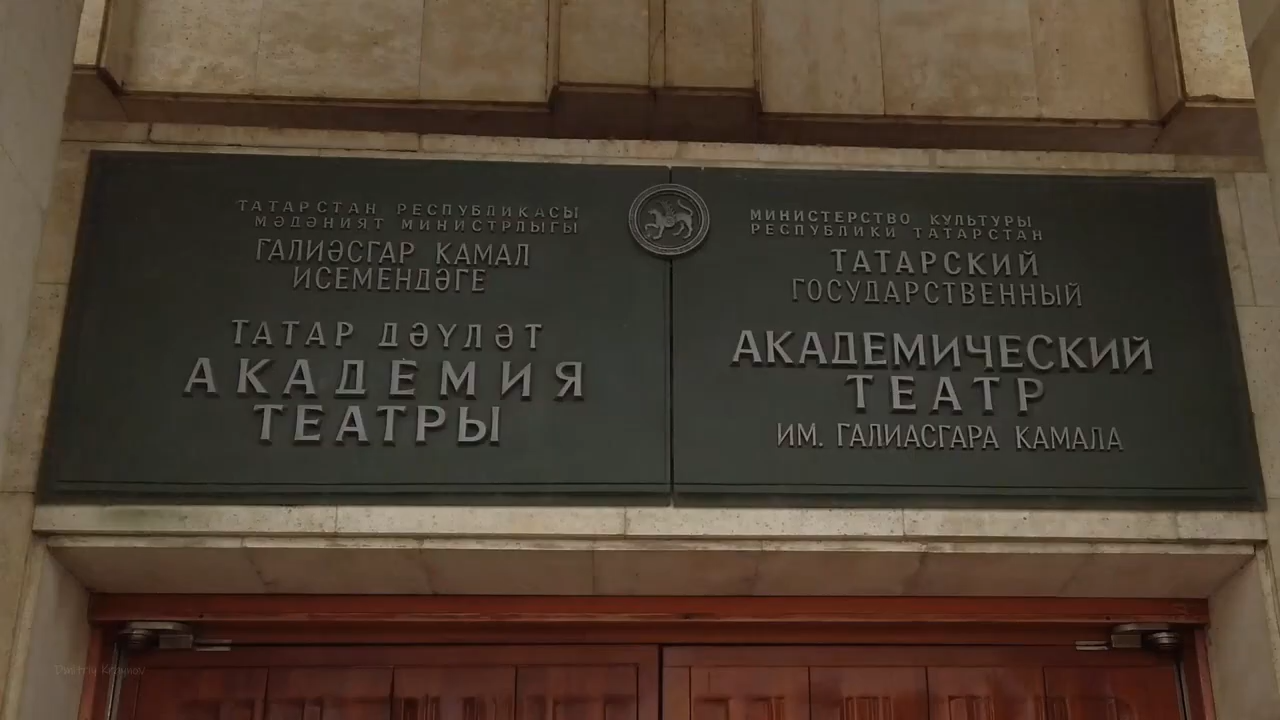 ТАТАРСТАН РЕСПУБЛИКАСЫ
МӘДӘНИЯТ МИНИСТРЛЫГЫ
ГАЛИӘСГАР КАМАЛ
ИСЕМЕНДӘГЕ
ТАТАР ДӘҮЛӘТ
АКАДЕМИЯ
ТЕАТРЫ
МИНИСТЕРСТВО КУЛЬТУРЫ
РЕСПУБЛИКИ ТАТАРСТАН
ТАТАРСКИЙ
ГОСУДАРСТВЕННЫЙ
АКАДЕМИЧЕСКИЙ
ТЕАТР
ИМ. ГАЛИАСГАРА КАМАЛА
Dmitriy